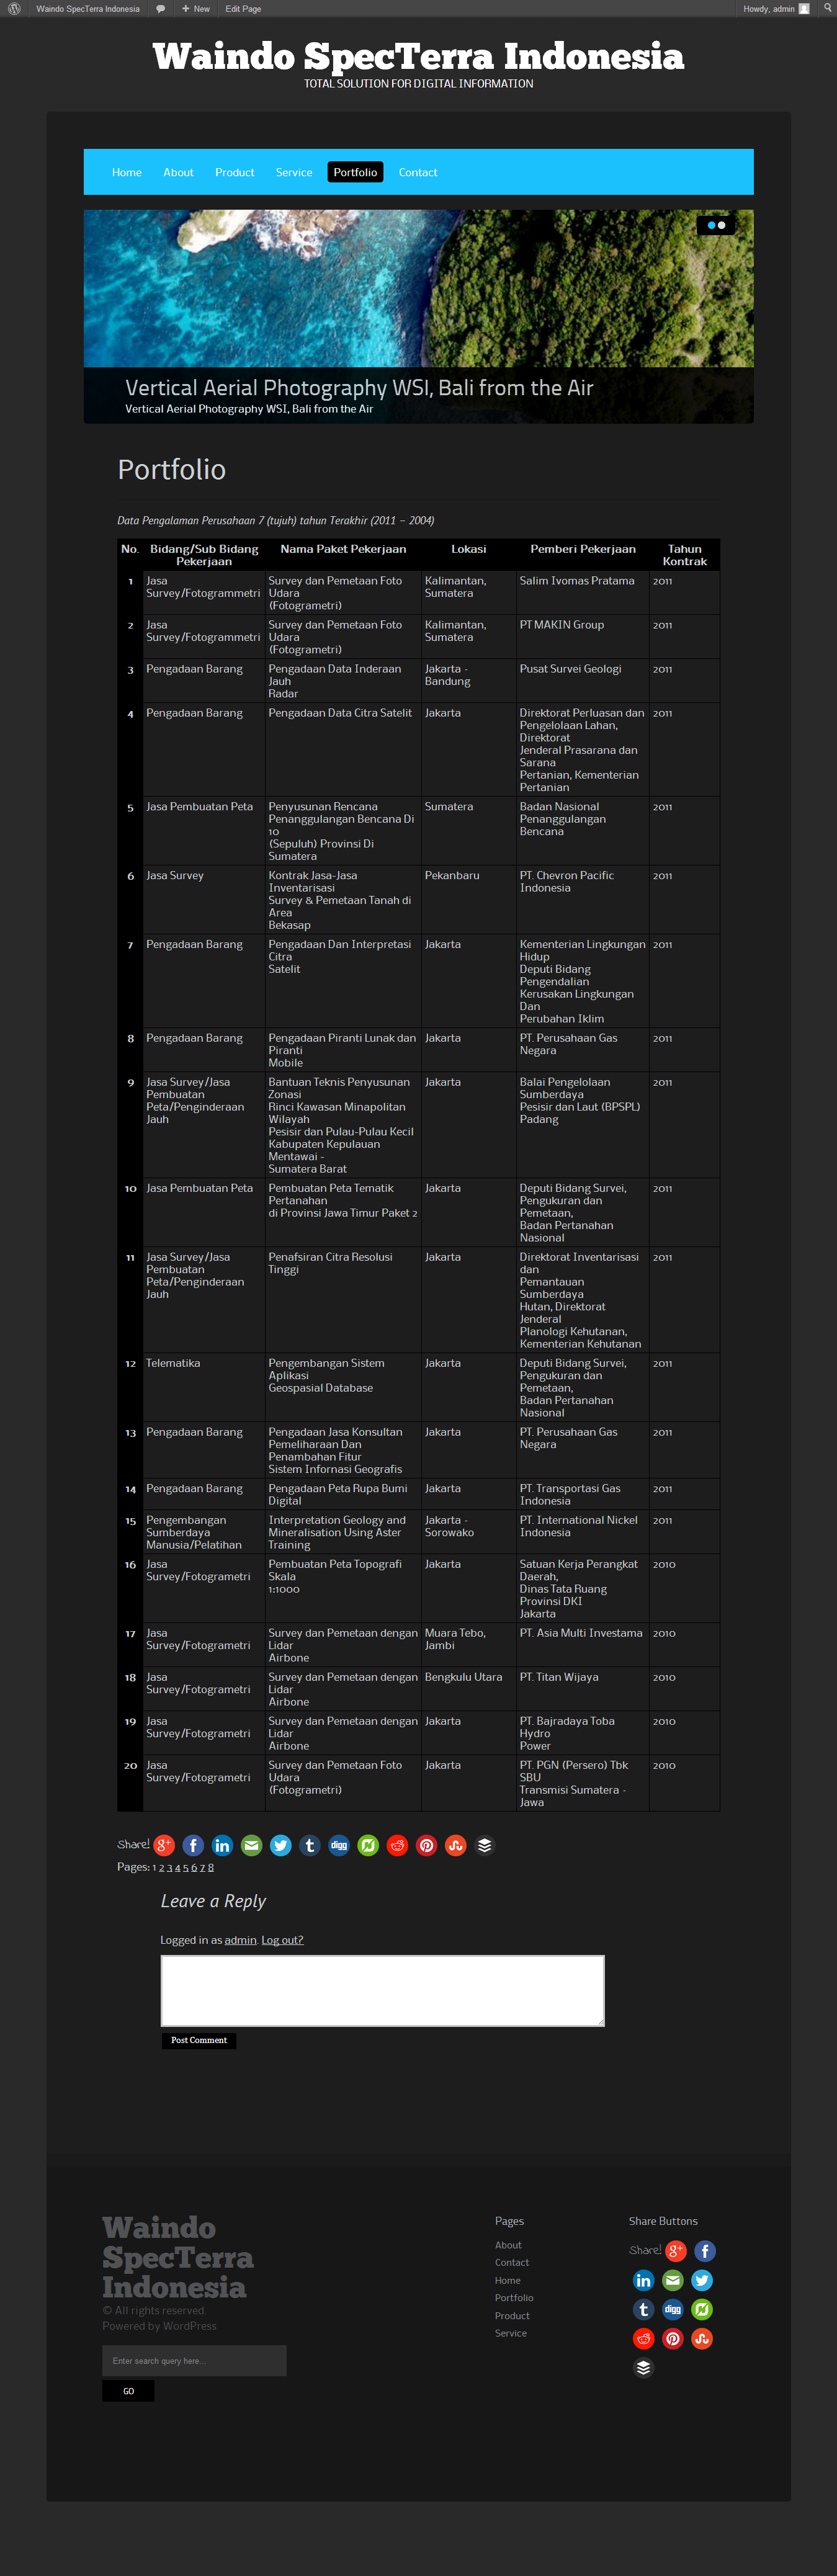 Waindo SpecTerra Indonesia
New
Edit Page
Howdy, admin
Waindo SpecTerra Indonesia
TOTAL SOLUTION FOR DIGITAL INFORMATION
Home About Product Service Portfolio Contact
Vertical Aerial Photography WSI, Bali from the Air
Vertical Aerial Photography WSI, Bali from the Air
Portfolio
Data Pengalaman Perusahaan 7 (tujuh) tahun Terakhir (2011 – 2004)
No. Bidang/Sub Bidang Pekerjaan Nama Paket Pekerjaan Lokasi Pemberi Pekerjaan Tahun Kontrak
1 Jasa Survey/Fotogrammetri Survey dan Pemetaan Foto Udara (Fotogrametri) Kalimantan, Sumatera Salim Ivomas Pratama 2011
2 Jasa Survey/Fotogrammetri Survey dan Pemetaan Foto Udara (Fotogrametri) Kalimantan, Sumatera PT MAKIN Group 2011
3 Pengadaan Barang Pengadaan Data Inderaan Jauh Radar Jakarta - Bandung Pusat Survei Geologi 2011
4 Pengadaan Barang Pengadaan Data Citra Satelit Jakarta Direktorat Perluasan dan Pengelolaan Lahan, Direktorat Jenderal Prasarana dan Sarana Pertanian, Kementerian Pertanian 2011
5 Jasa Pembuatan Peta Penyusunan Rencana Penanggulangan Bencana Di 10 (Sepuluh) Provinsi Di Sumatera Sumatera Badan Nasional Penanggulangan Bencana 2011
6 Jasa Survey Kontrak Jasa-Jasa Inventarisasi Survey & Pemetaan Tanah di Area Bekasap Pekanbaru PT. Chevron Pacific Indonesia 2011
7 Pengadaan Barang Pengadaan Dan Interpretasi Citra Satelit Jakarta Kementerian Lingkungan Hidup Deputi Bidang Pengendalian Kerusakan Lingkungan Dan Perubahan Iklim 2011
8 Pengadaan Barang Pengadaan Piranti Lunak dan Piranti Mobile Jakarta PT. Perusahaan Gas Negara 2011
9 Jasa Survey/Jasa Pembuatan Peta/Penginderaan Jauh Bantuan Teknis Penyusunan Zonasi Rinci Kawasan Minapolitan Wilayah Pesisir dan Pulau-Pulau Kecil Kabupaten Kepulauan Mentawai - Sumatera Barat Jakarta Balai Pengelolaan Sumberdaya Pesisir dan Laut (BPSPL) Padang 2011
10 Jasa Pembuatan Peta Pembuatan Peta Tematik Pertanahan di Provinsi Jawa Timur Paket 2 Jakarta Deputi Bidang Survei, Pengukuran dan Pemetaan, Badan Pertanahan Nasional 2011
11 Jasa Survey/Jasa Pembuatan Peta/Penginderaan Jauh Penafsiran Citra Resolusi Tinggi Jakarta Direktorat Inventarisasi dan Pemantauan Sumberdaya Hutan, Direktorat Jenderal Planologi Kehutanan, Kementerian Kehutanan 2011
12 Telematika Pengembangan Sistem Aplikasi Geospasial Database Jakarta Deputi Bidang Survei, Pengukuran dan Pemetaan, Badan Pertanahan Nasional 2011
13 Pengadaan Barang Pengadaan Jasa Konsultan Pemeliharaan Dan Penambahan Fitur Sistem Infornasi Geografis Jakarta PT. Perusahaan Gas Negara 2011
14 Pengadaan Barang Pengadaan Peta Rupa Bumi Digital Jakarta PT. Transportasi Gas Indonesia 2011
15 Pengembangan Sumberdaya Manusia/Pelatihan Interpretation Geology and Mineralisation Using Aster Training Jakarta - Sorowako PT. International Nickel Indonesia 2011
16 Jasa Survey/Fotogrametri Pembuatan Peta Topografi Skala 1:1000 Jakarta Satuan Kerja Perangkat Daerah, Dinas Tata Ruang Provinsi DKI Jakarta 2010
17 Jasa Survey/Fotogrametri Survey dan Pemetaan dengan Lidar Airbone Muara Tebo, Jambi PT. Asia Multi Investama 2010
18 Jasa Survey/Fotogrametri Survey dan Pemetaan dengan Lidar Airbone Bengkulu Utara PT. Titan Wijaya 2010
19 Jasa Survey/Fotogrametri Survey dan Pemetaan dengan Lidar Airbone Jakarta PT. Bajradaya Toba Hydro Power 2010
20 Jasa Survey/Fotogrametri Survey dan Pemetaan Foto Udara (Fotogrametri) Jakarta PT. PGN (Persero) Tbk SBU Transmisi Sumatera - Jawa 2010
Share!
Pages: 1 2 3 4 5 6 7 8
Leave a Reply
Logged in as admin. Log out?
Post Comment
Waindo
SpecTerra
Indonesia
© All rights reserved.
Powered by WordPress
Enter search query here...
GO
Pages
About
Contact
Home
Portfolio
Product
Service
Share Buttons
Share!